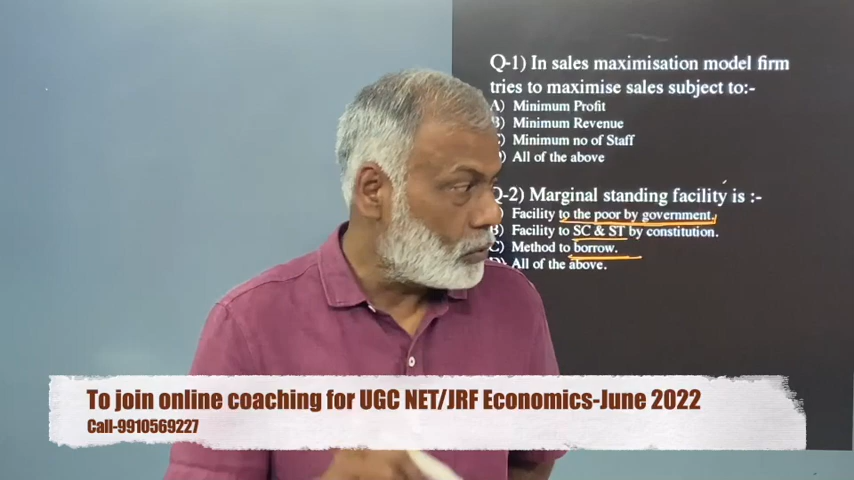 Q-1) In sales maximisation model firm
tries to maximise sales subject to:-
A) Minimum Profit
B) Minimum Revenue
C) Minimum no of Staff
D) All of the above
Q-2) Marginal standing facility is :-
) Facility to the poor by government.
B) Facility to SC & ST by constitution.
C) Method to borrow.
D) All of the above.
To join online coaching for UGC NET/JRF Economics-June 2022
Call-9910569227